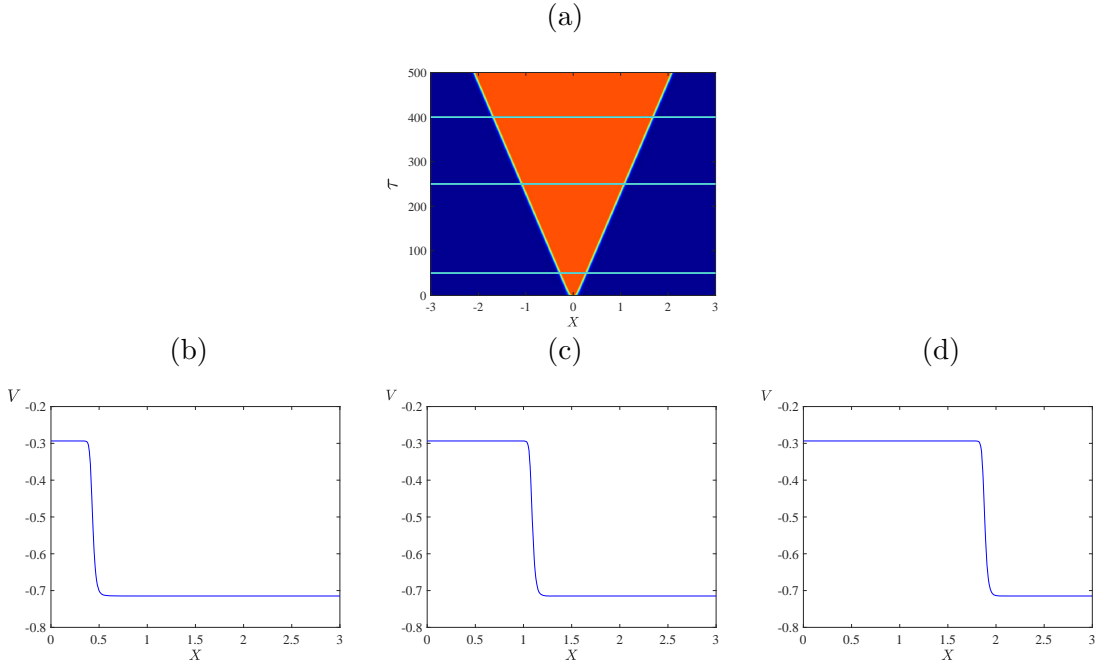 (a)
500
400
300
200
100
0
τ
-3 -2 -1 0 1 2 3
X
(b) (c) (d)
V V V
-0.2 -0.2 -0.2
-0.3 -0.3 -0.3
-0.4 -0.4 -0.4
-0.5 -0.5 -0.5
-0.6 -0.6 -0.6
-0.7 -0.7 -0.7
-0.8 -0.8 -0.8
0 0.5 1 1.5 2 2.5 3 0 0.5 1 1.5 2 2.5 3 0 0.5 1 1.5 2 2.5 3
X X X